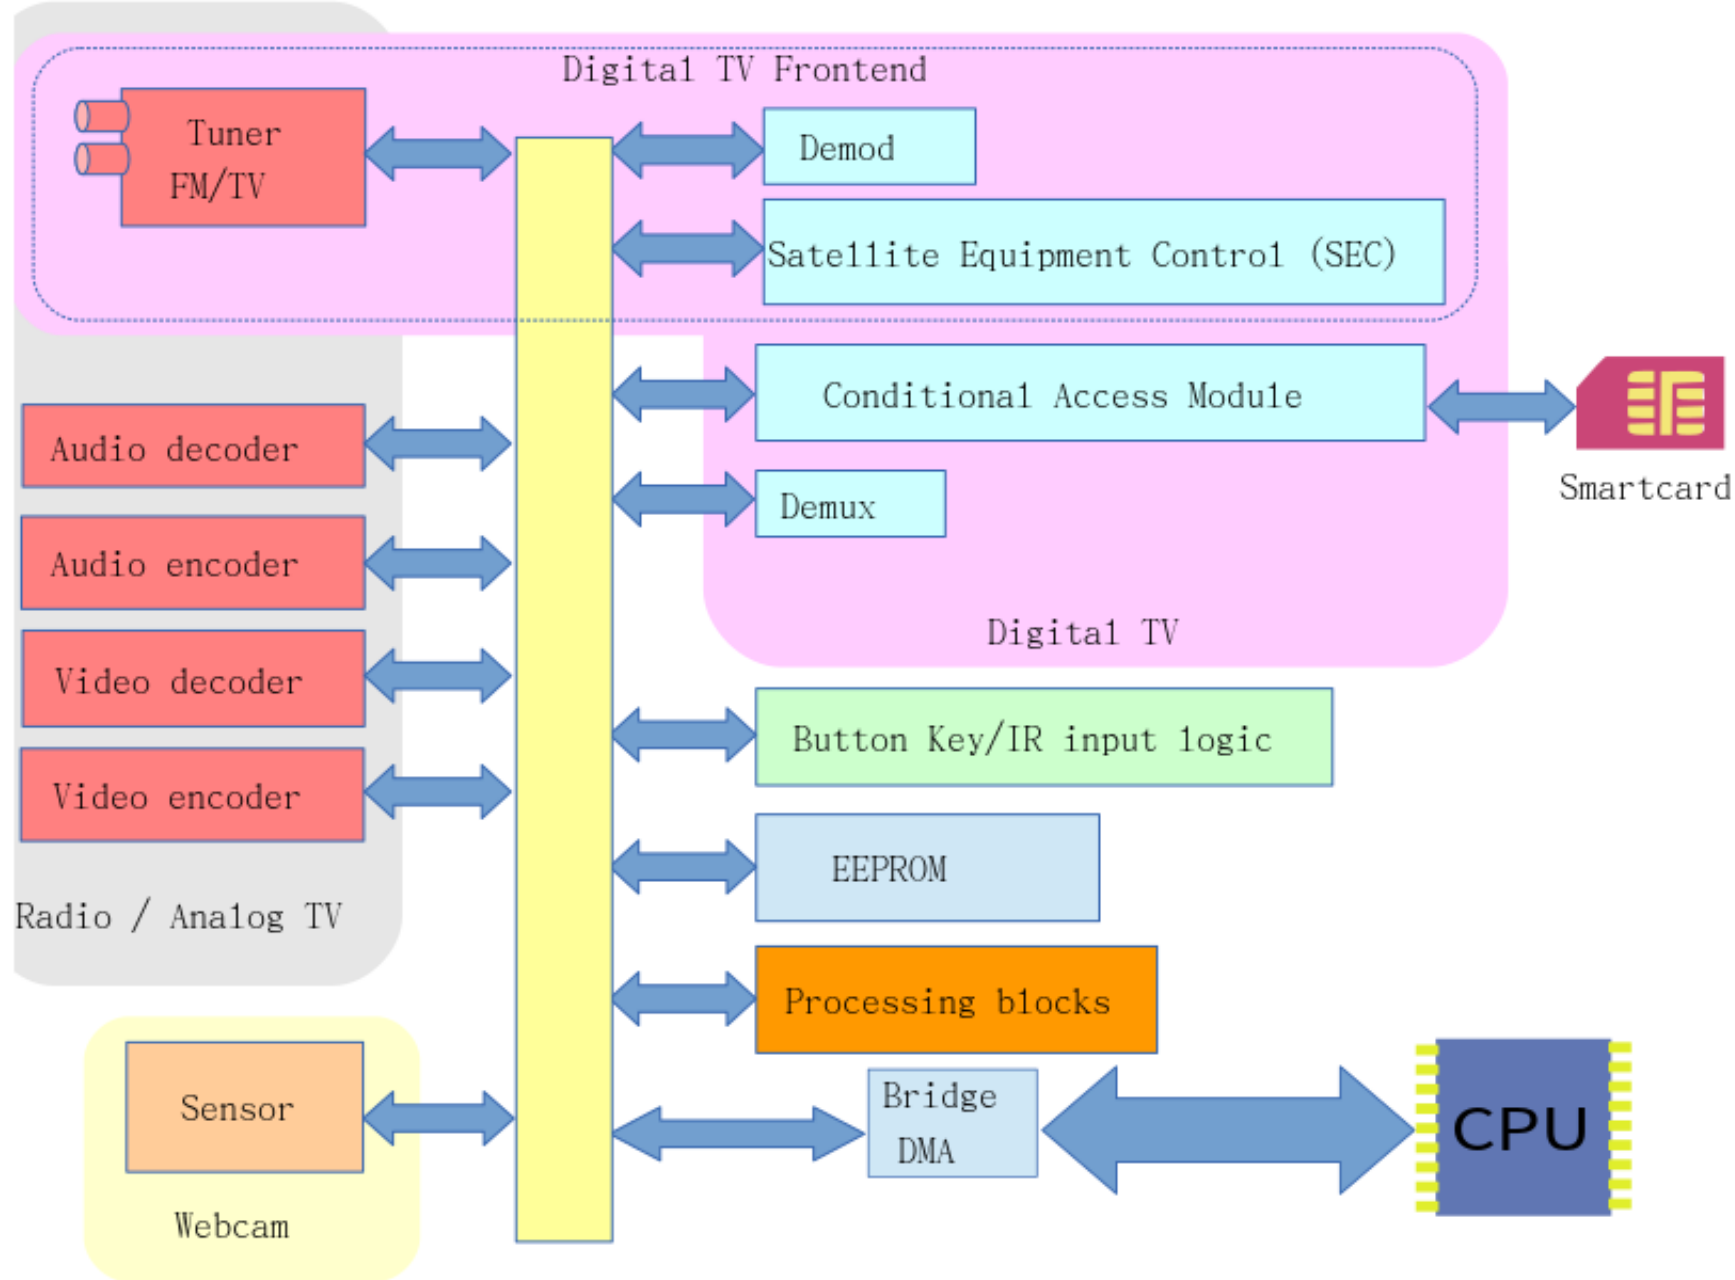 Digital TV Frontend
Tuner
FM/TV
Demod
Satellite Equipment Control (SEC)
Conditional Access Module
Smartcard
Demux
Digital TV
Audio decoder
Audio encoder
Video decoder
Video encoder
Radio / Analog TV
Button Key/IR input logic
EEPROM
Processing blocks
Sensor
Webcam
Bridge
DMA
CPU